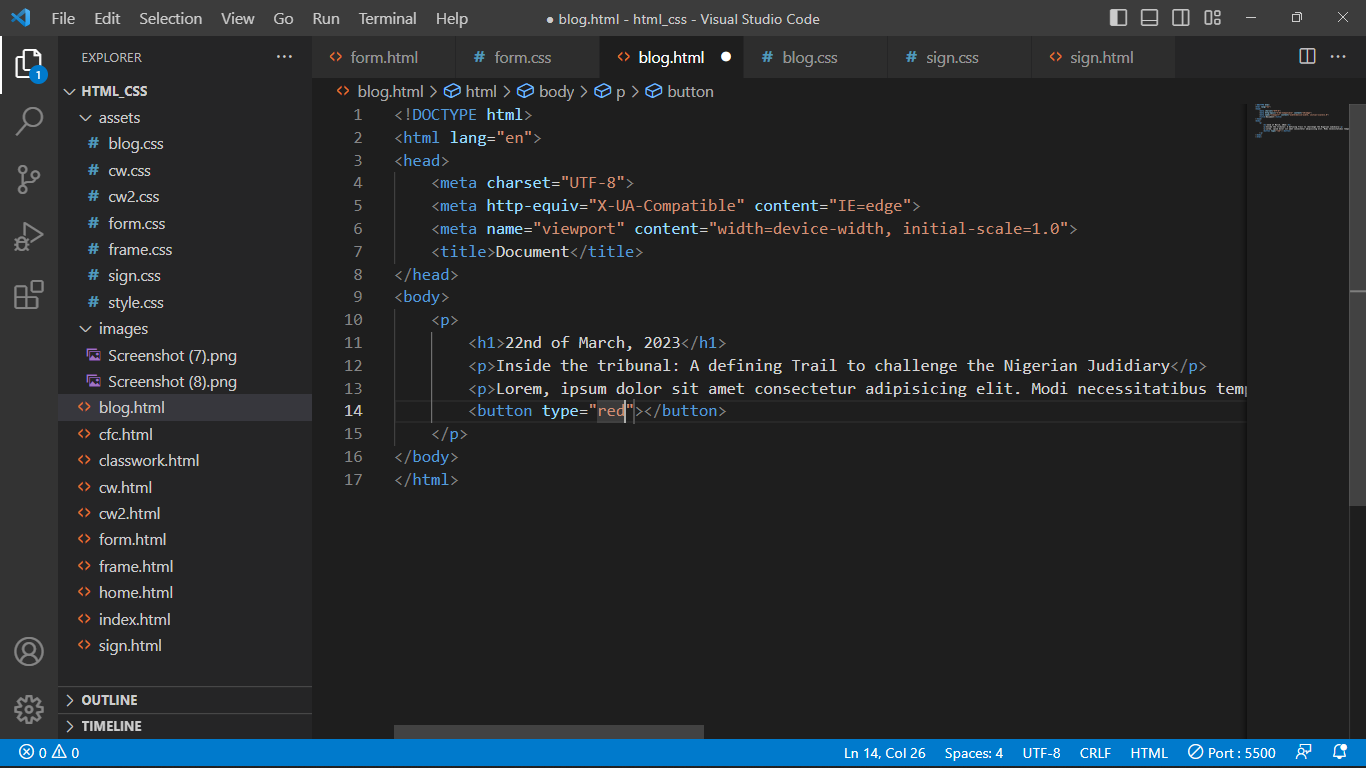 File Edit Selection View Go Run Terminal Help ● blog.html - html_css - Visual Studio Code
EXPLORER ...
form.html # form.css blog.html # blog.css # sign.css sign.html ...
1
HTML_CSS
assets
# blog.css
# cw.css
# cw2.css
# form.css
# frame.css
# sign.css
# style.css
images
Screenshot (7).png
Screenshot (8).png
blog.html
cfc.html
classwork.html
cw.html
cw2.html
form.html
frame.html
home.html
index.html
sign.html
OUTLINE
TIMELINE
blog.html > html > body > p > button
1 <!DOCTYPE html>
2 <html lang="en">
3 <head>
4 <meta charset="UTF-8">
5 <meta http-equiv="X-UA-Compatible" content="IE=edge">
6 <meta name="viewport" content="width=device-width, initial-scale=1.0">
7 <title>Document</title>
8 </head>
9 <body>
10 <p>
11 <h1>22nd of March, 2023</h1>
12 <p>Inside the tribunal: A defining Trail to challenge the Nigerian Judidiary</p>
13 <p>Lorem, ipsum dolor sit amet consectetur adipisicing elit. Modi necessitatibus temp
14 <button type="red"></button>
15 </p>
16 </body>
17 </html>
0 0 Ln 14, Col 26 Spaces: 4 UTF-8 CRLF HTML Port : 5500